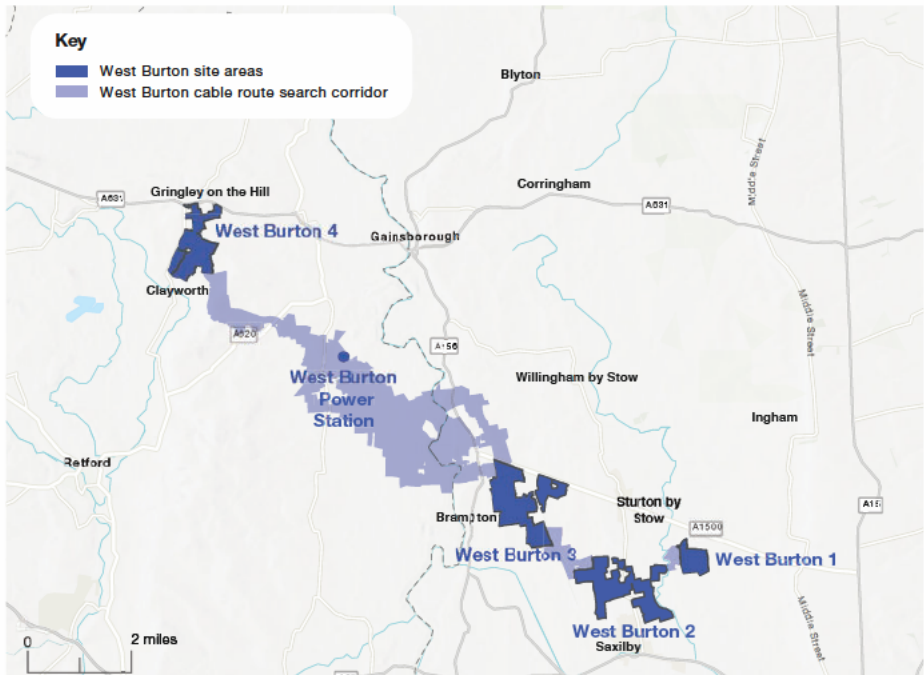 Key
West Burton site areas
West Burton cable route search corridor
Blyton
Middle Street
Gringley on the Hill
A631
Corringham
A631
West Burton 4
Gainsborough
Clayworth
Middle Street
A620
A156
West Burton
Power
Station
Willingham by Stow
Ingham
Retford
Sturton by
Stow
A15
Brampton
A1500
West Burton 3
West Burton 1
West Burton 2
Saxilby
Middle Street
0
2 miles